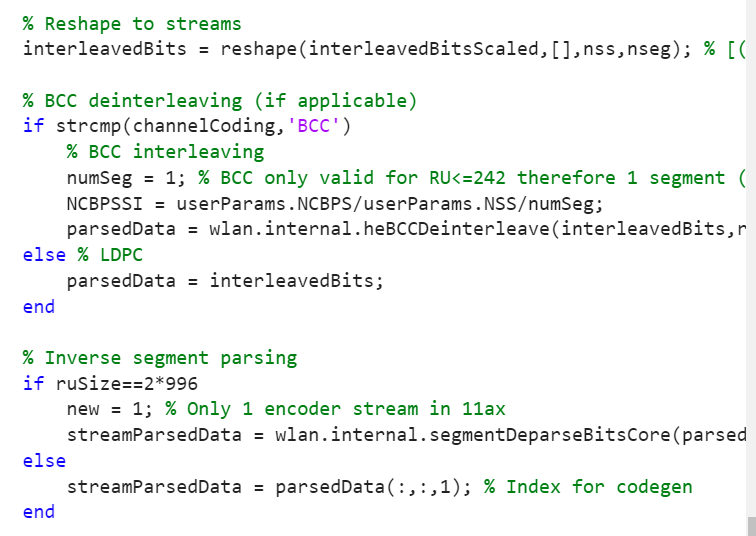 % Reshape to streams
interleavedBits = reshape(interleavedBitsScaled,[],nss,nseg); % [(
% BCC deinterleaving (if applicable)
if strcmp(channelCoding,'BCC')
    % BCC interleaving
    numSeg = 1; % BCC only valid for RU<=242 therefore 1 segment (
    NCBPSSI = userParams.NCBPS/userParams.NSS/numSeg;
    parsedData = wlan.internal.heBCCDeinterleave(interleavedBits,
else % LDPC
    parsedData = interleavedBits;
end
% Inverse segment parsing
if ruSize==2*996
    new = 1; % Only 1 encoder stream in 11ax
    streamParsedData = wlan.internal.segmentDeparseBitsCore(parsed
else
    streamParsedData = parsedData(:,:,1); % Index for codegen
end